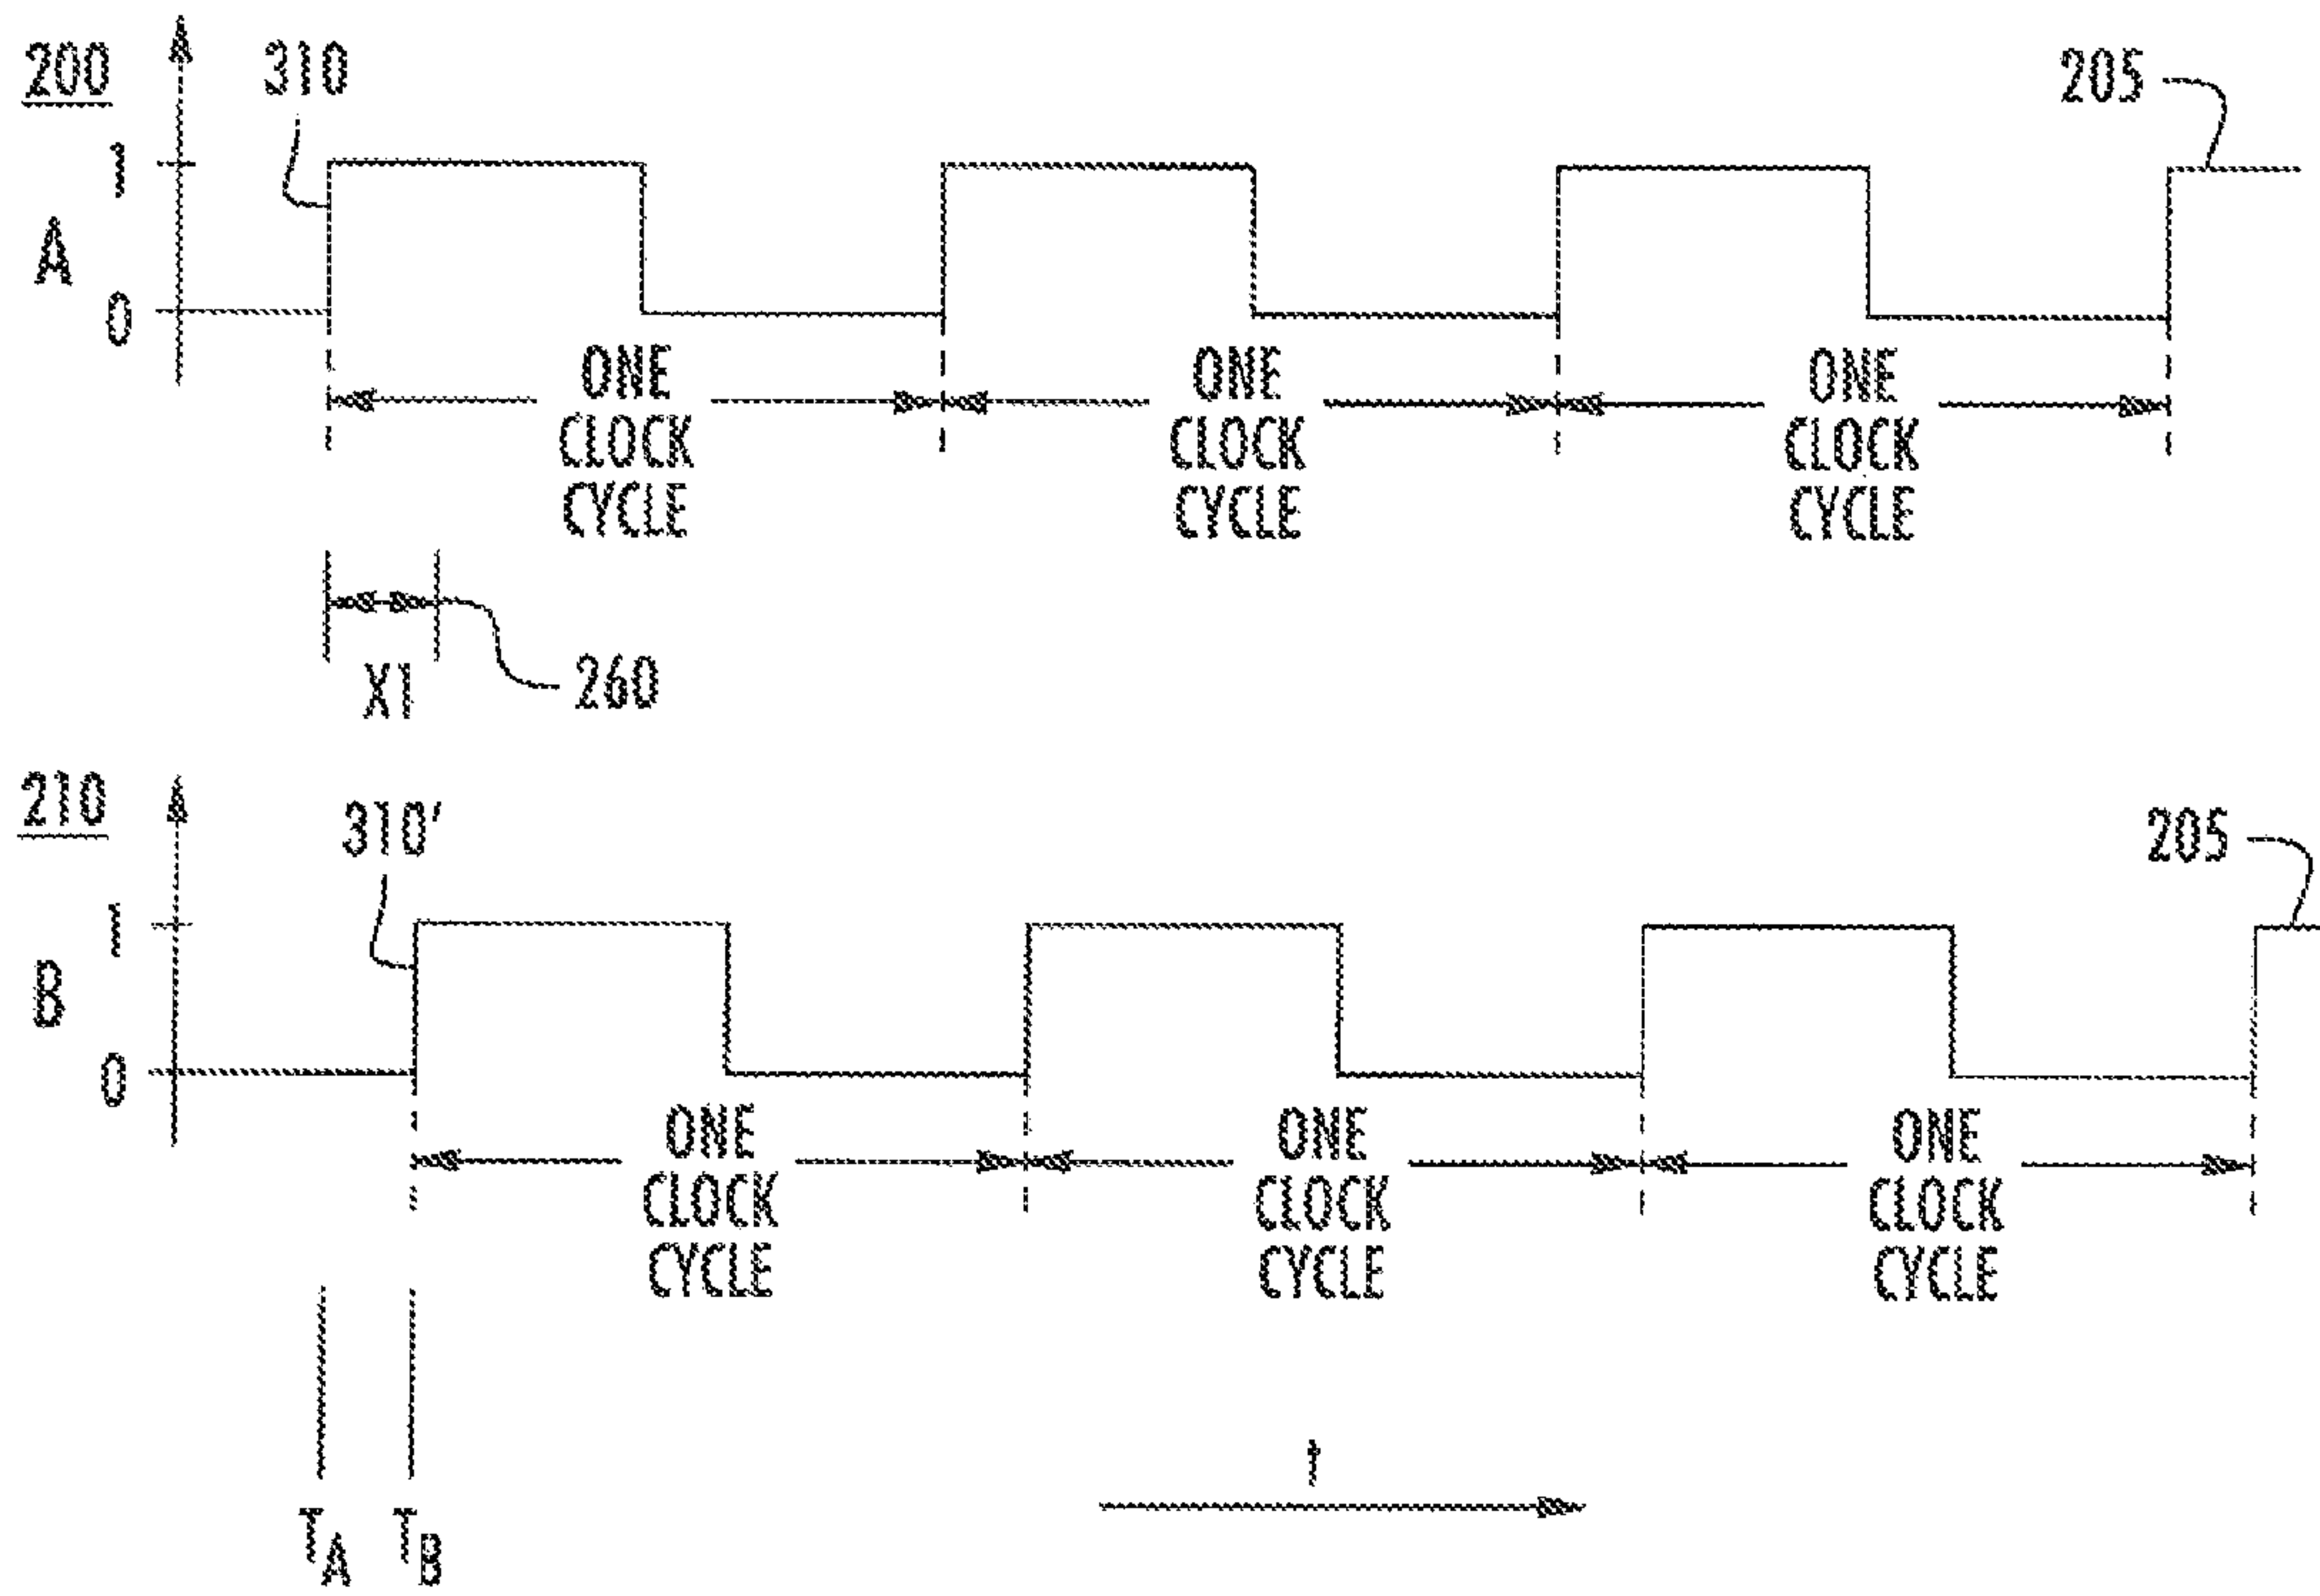 200
310
205
1
A
0
ONE
CLOCK
CYCLE
ONE
CLOCK
CYCLE
ONE
CLOCK
CYCLE
X1
260
210
310'
205
1
B
0
ONE
CLOCK
CYCLE
ONE
CLOCK
CYCLE
ONE
CLOCK
CYCLE
t
TA
TB